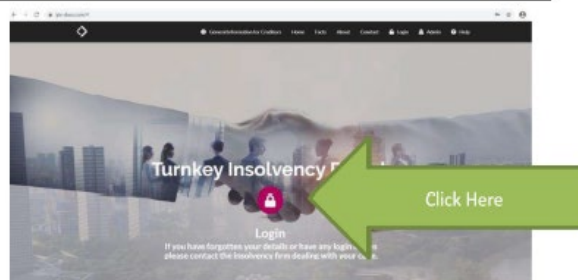 General Information for Creditors Home Facts About Contact Login Admin Help
Turnkey Insolvency
Click Here
Login
If you have forgotten your details or have any login
please contact the insolvency firm dealing with your case.